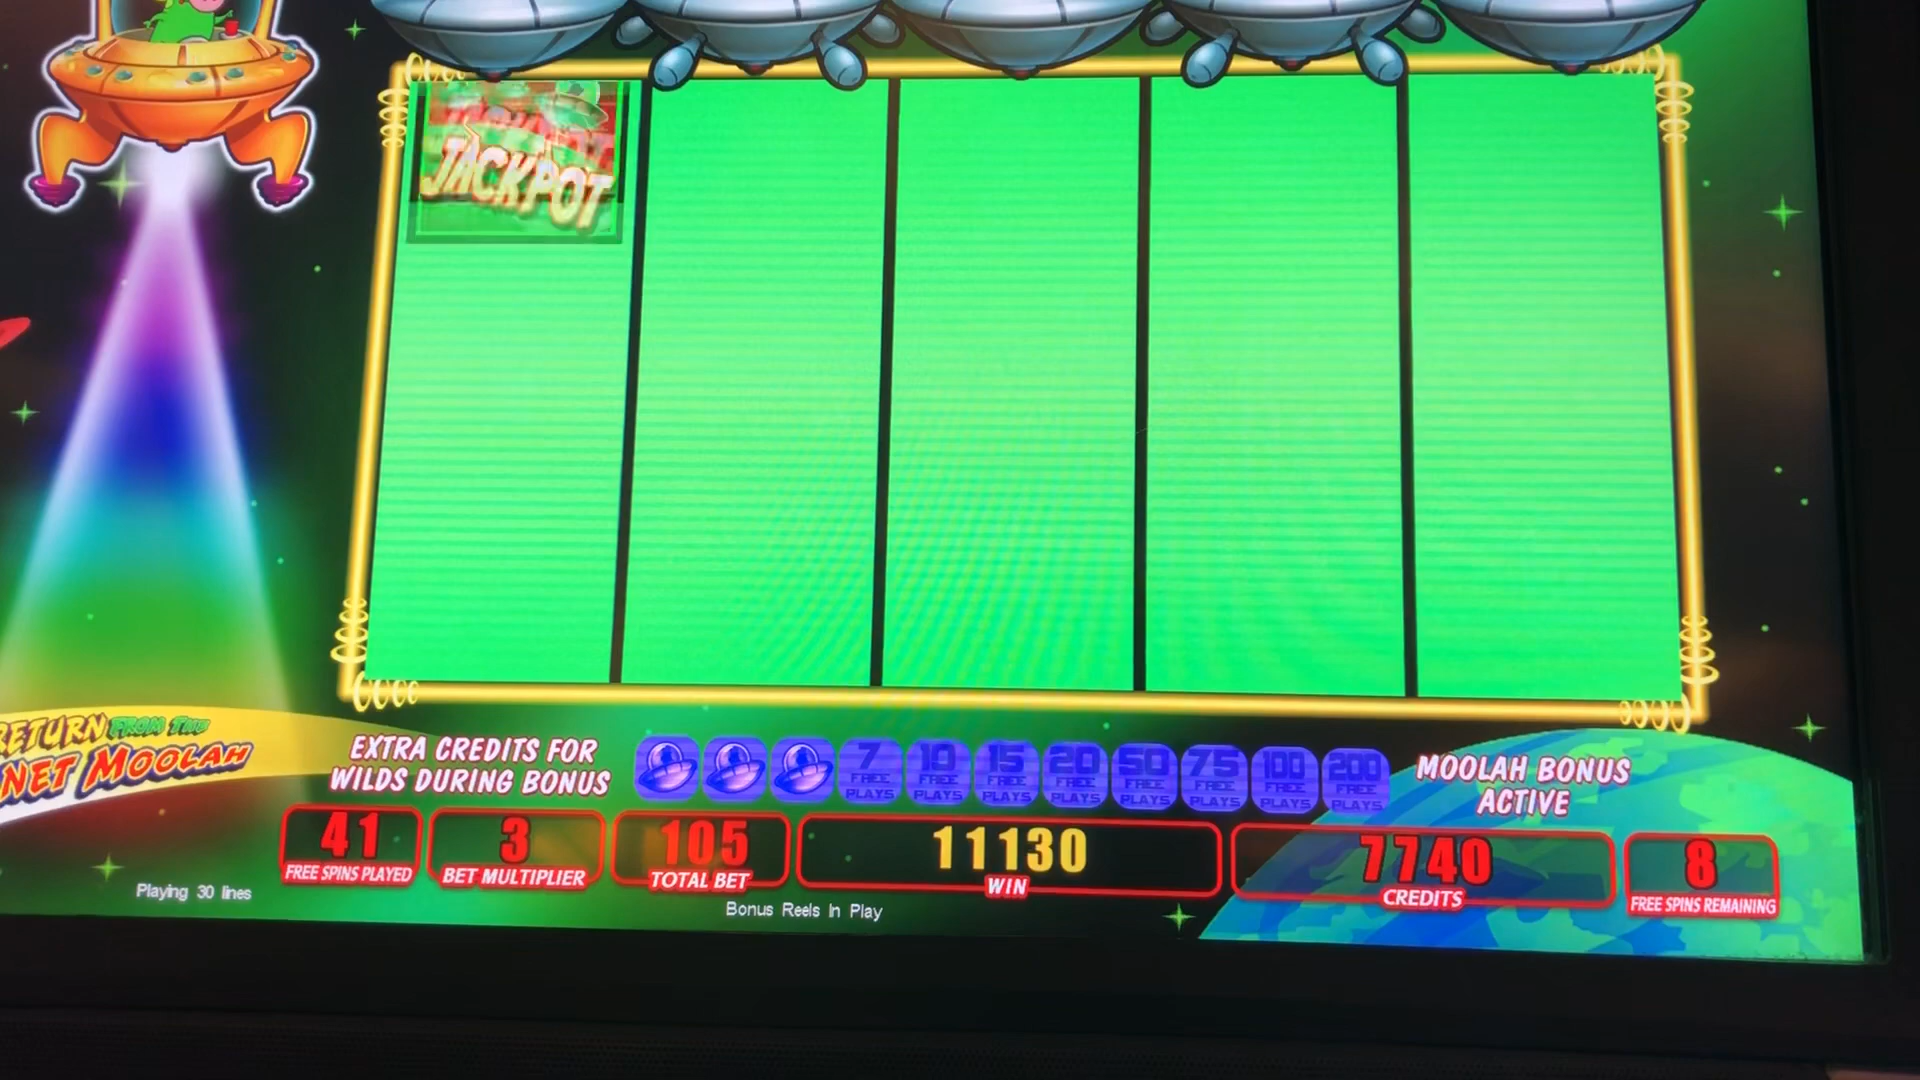 JACKPOT
RETURN FROM THE
NET MOOLAH
EXTRA CREDITS FOR
WILDS DURING BONUS
7 FREE PLAYS
10 FREE PLAYS
15 FREE PLAYS
20 FREE PLAYS
50 FREE PLAYS
75 FREE PLAYS
100 FREE PLAYS
200 FREE PLAYS
MOOLAH BONUS
ACTIVE
41
FREE SPINS PLAYED
3
BET MULTIPLIER
105
TOTAL BET
11130
WIN
7740
CREDITS
8
FREE SPINS REMAINING
Playing 30 lines
Bonus Reels In Play